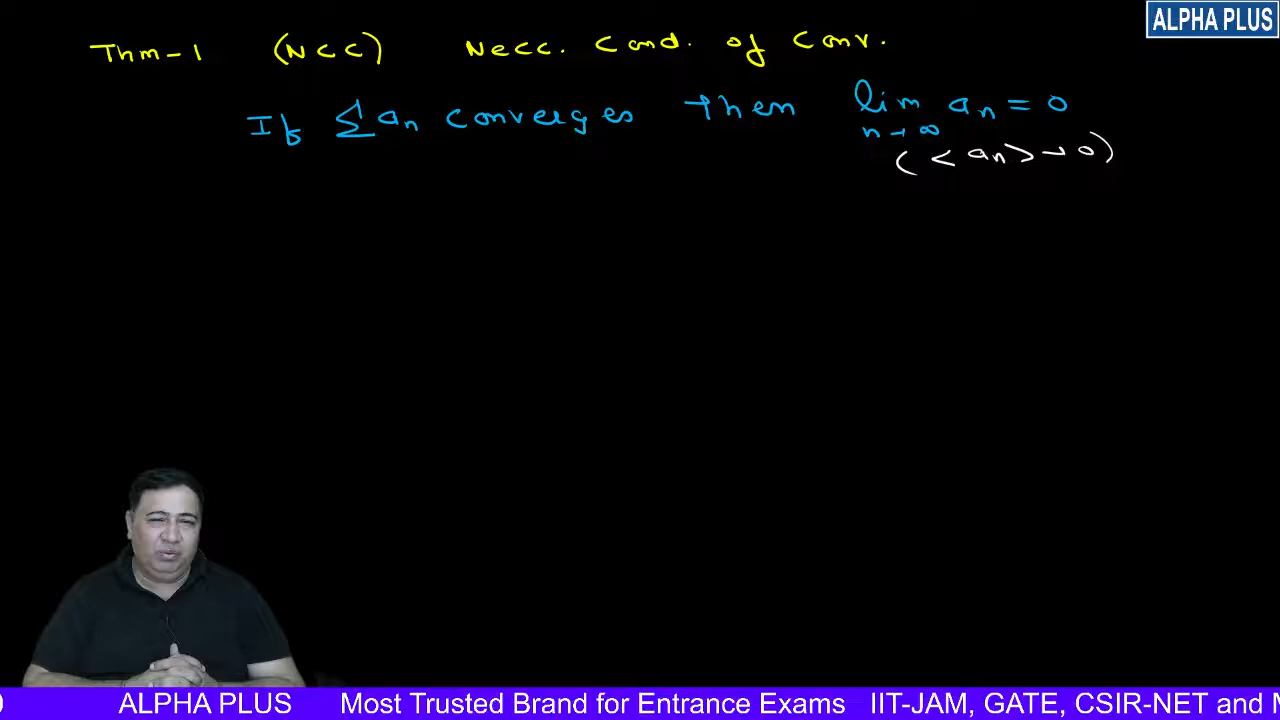 ALPHA PLUS
Thm-1 (NCC) Necc. Cond. of Conv.
If ∑an converges then lim an = 0
n→∞
(<an>→0)
ALPHA PLUS Most Trusted Brand for Entrance Exams IIT-JAM, GATE, CSIR-NET and